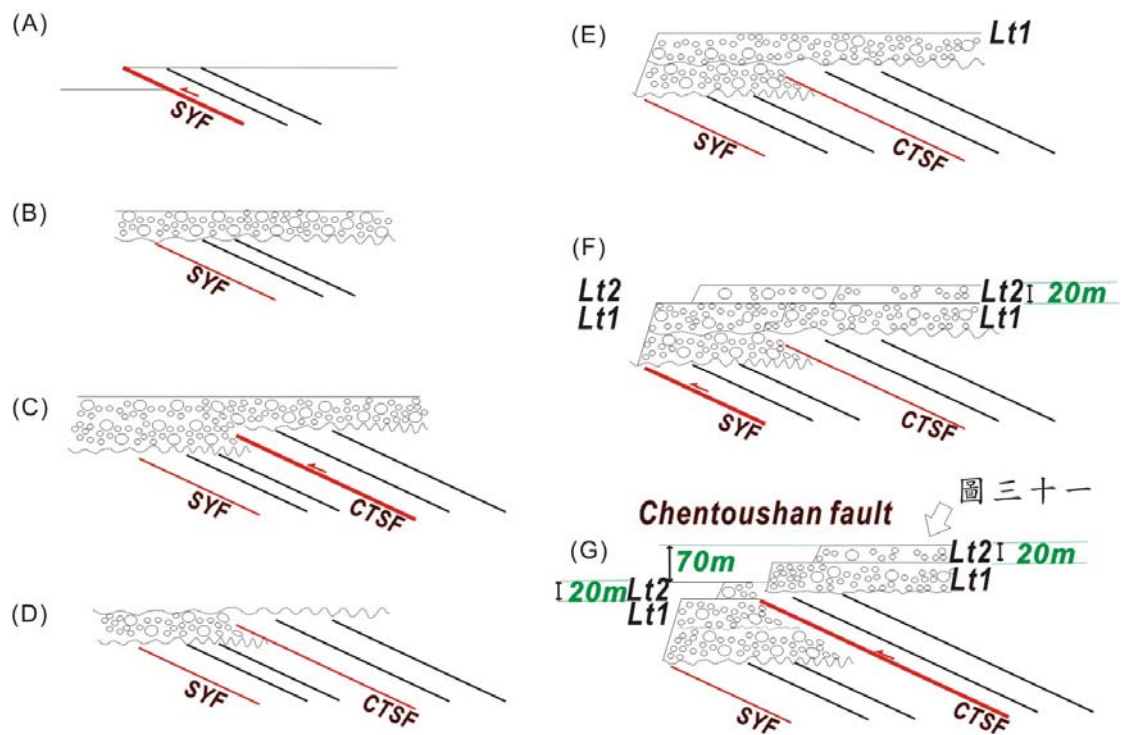 (A)
SYF
(B)
SYF
(C)
SYF
CTSF
(D)
SYF
CTSF
(E)
Lt1
SYF
CTSF
(F)
Lt2
Lt1
Lt2
20m
Lt1
SYF
CTSF
圖三十一
Chentoushan fault
(G)
70m
Lt2
20m
Lt1
20m
Lt2
Lt1
SYF
CTSF